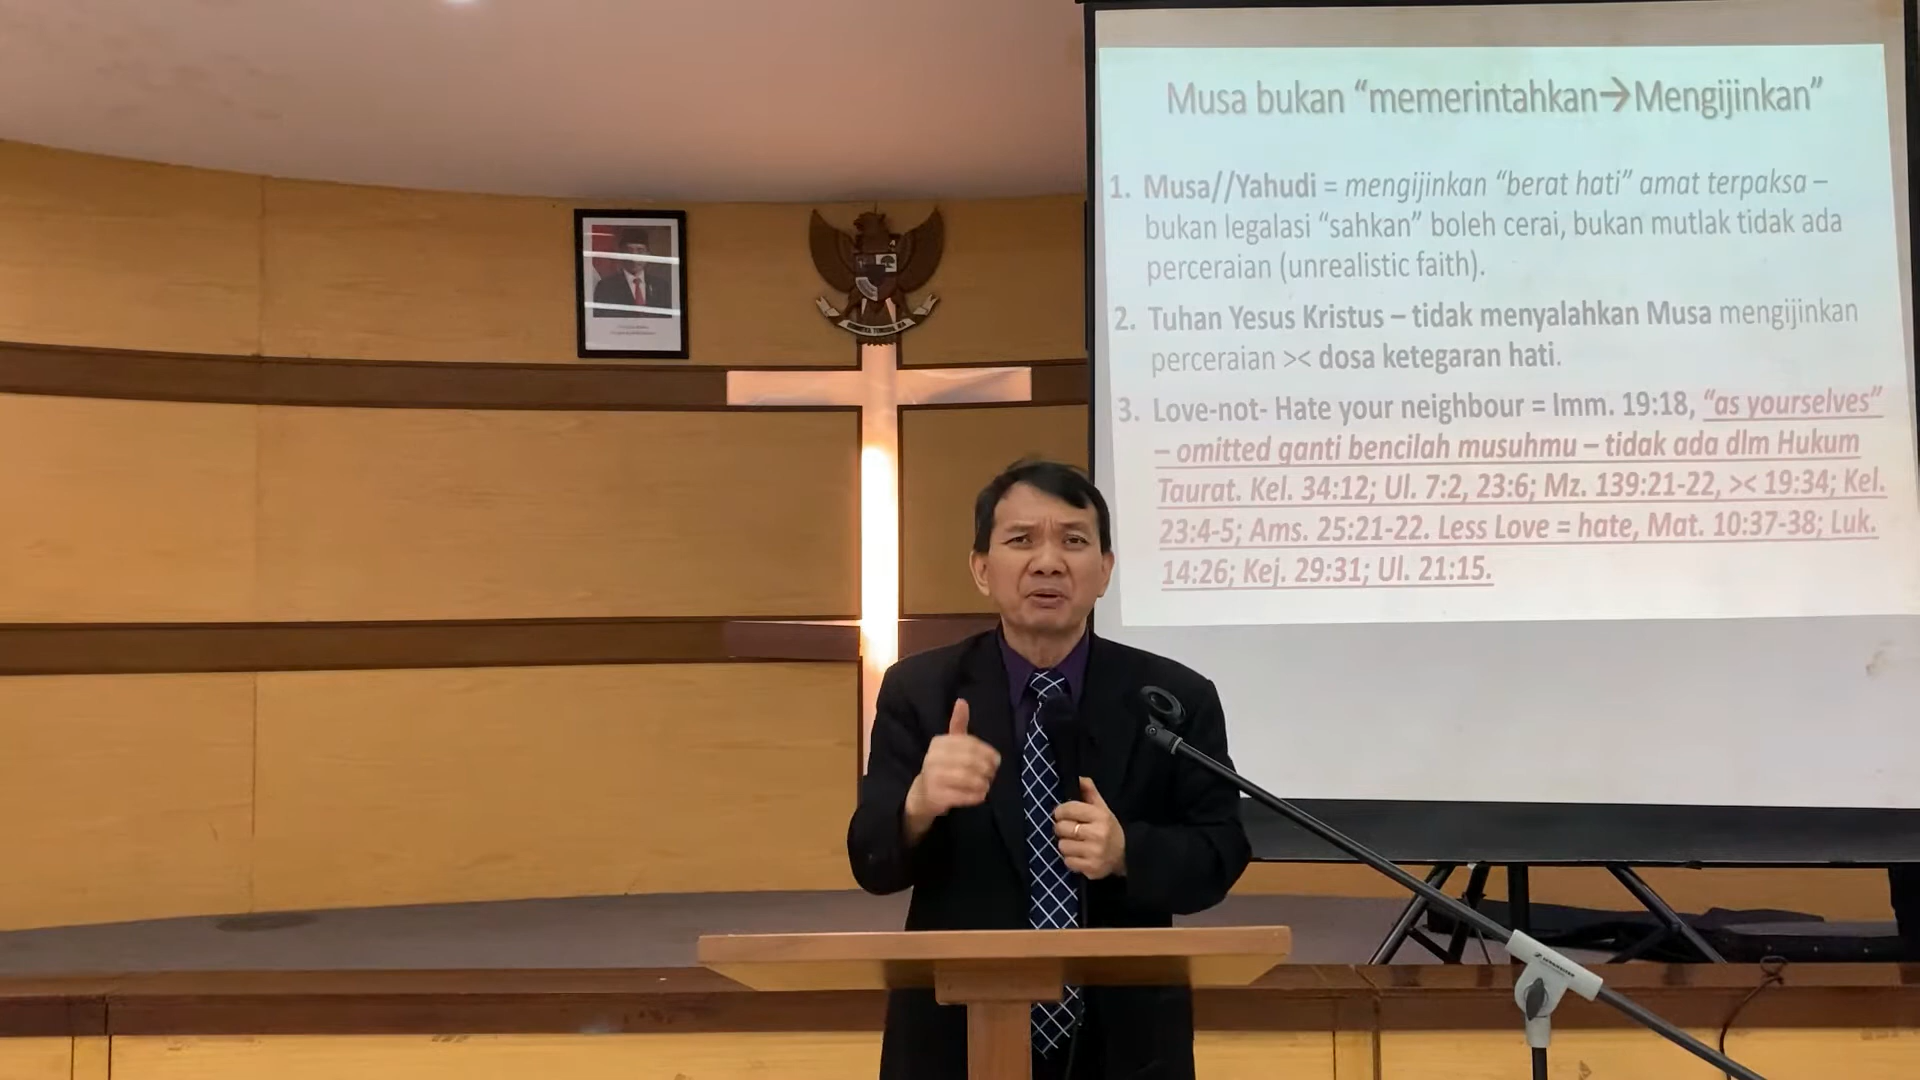 Musa bukan “memerintahkan→Mengijinkan”
1. Musa//Yahudi = mengijinkan “berat hati” amat terpaksa –
bukan legalasi “sahkan” boleh cerai, bukan mutlak tidak ada
perceraian (unrealistic faith).
2. Tuhan Yesus Kristus – tidak menyalahkan Musa mengijinkan
perceraian >< dosa ketegaran hati.
3. Love-not- Hate your neighbour = Imm. 19:18, “as yourselves”
– omitted ganti bencilah musuhmu – tidak ada dlm Hukum
Taurat. Kel. 34:12; Ul. 7:2, 23:6; Mz. 139:21-22, >< 19:34; Kel.
23:4-5; Ams. 25:21-22. Less Love = hate, Mat. 10:37-38; Luk.
14:26; Kej. 29:31; Ul. 21:15.